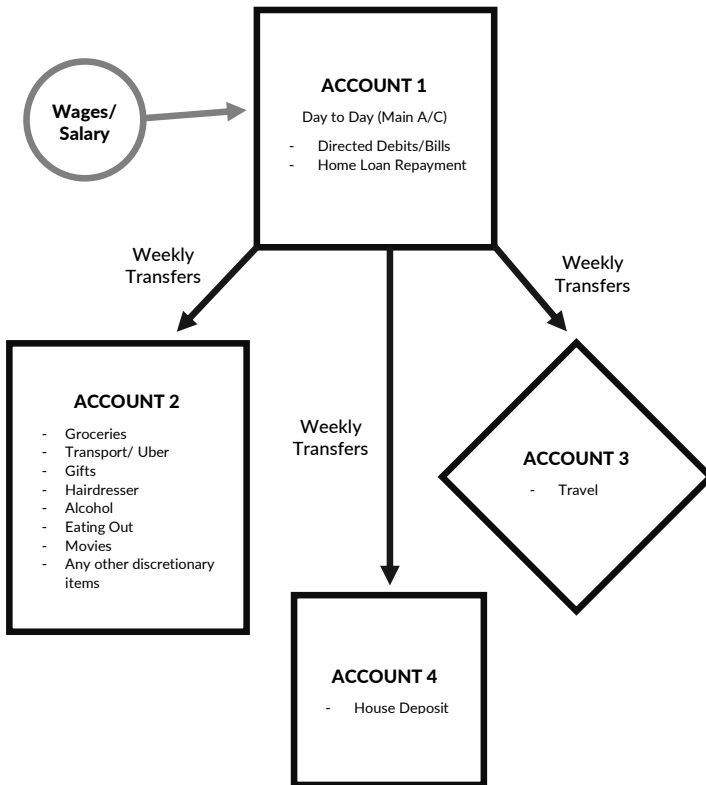 ACCOUNT 1
Day to Day (Main A/C)
- Directed Debits/Bills
- Home Loan Repayment
Wages/
Salary
Weekly
Transfers
Weekly
Transfers
Weekly
Transfers
ACCOUNT 2
- Groceries
- Transport/ Uber
- Gifts
- Hairdresser
- Alcohol
- Eating Out
- Movies
- Any other discretionary
items
ACCOUNT 3
- Travel
ACCOUNT 4
- House Deposit